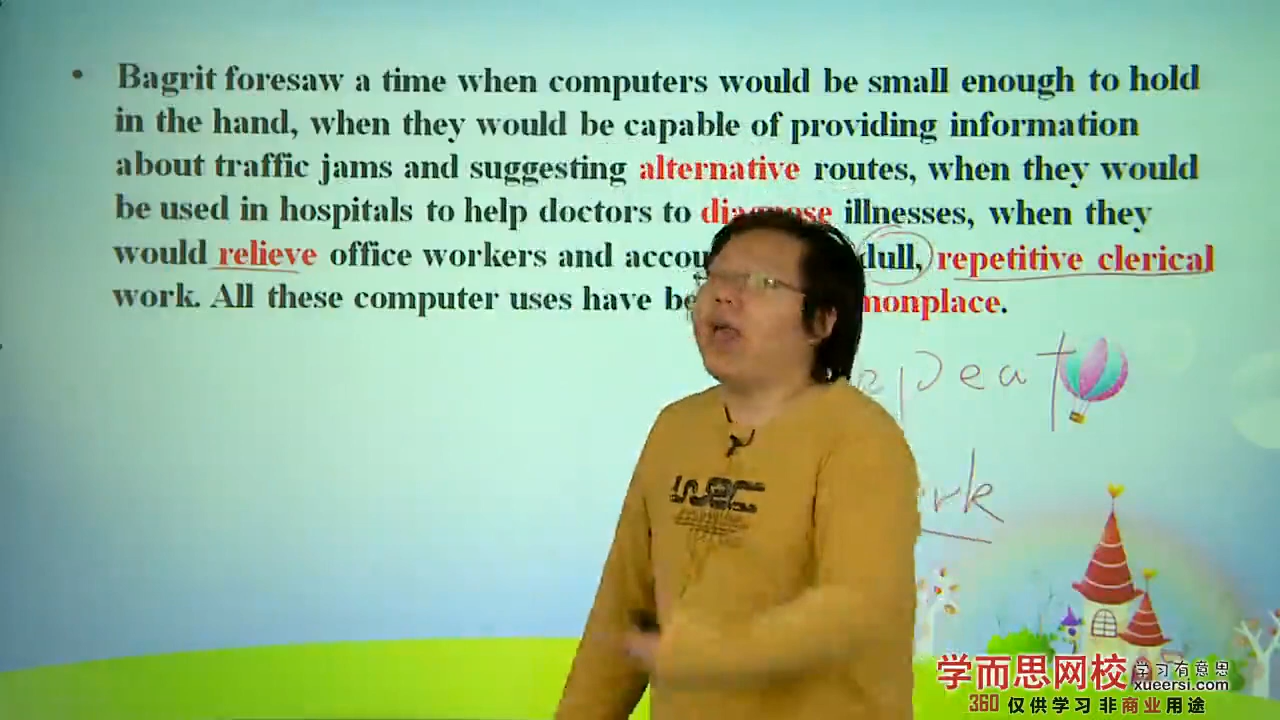 • Bagrit foresaw a time when computers would be small enough to hold
in the hand, when they would be capable of providing information
about traffic jams and suggesting alternative routes, when they would
be used in hospitals to help doctors to illnesses, when they
would relieve office workers and dull, repetitive clerical
work. All these computer uses have
WRC
学而思网校 学习有意思
xueersi.com
360 仅供学习 非商业用途